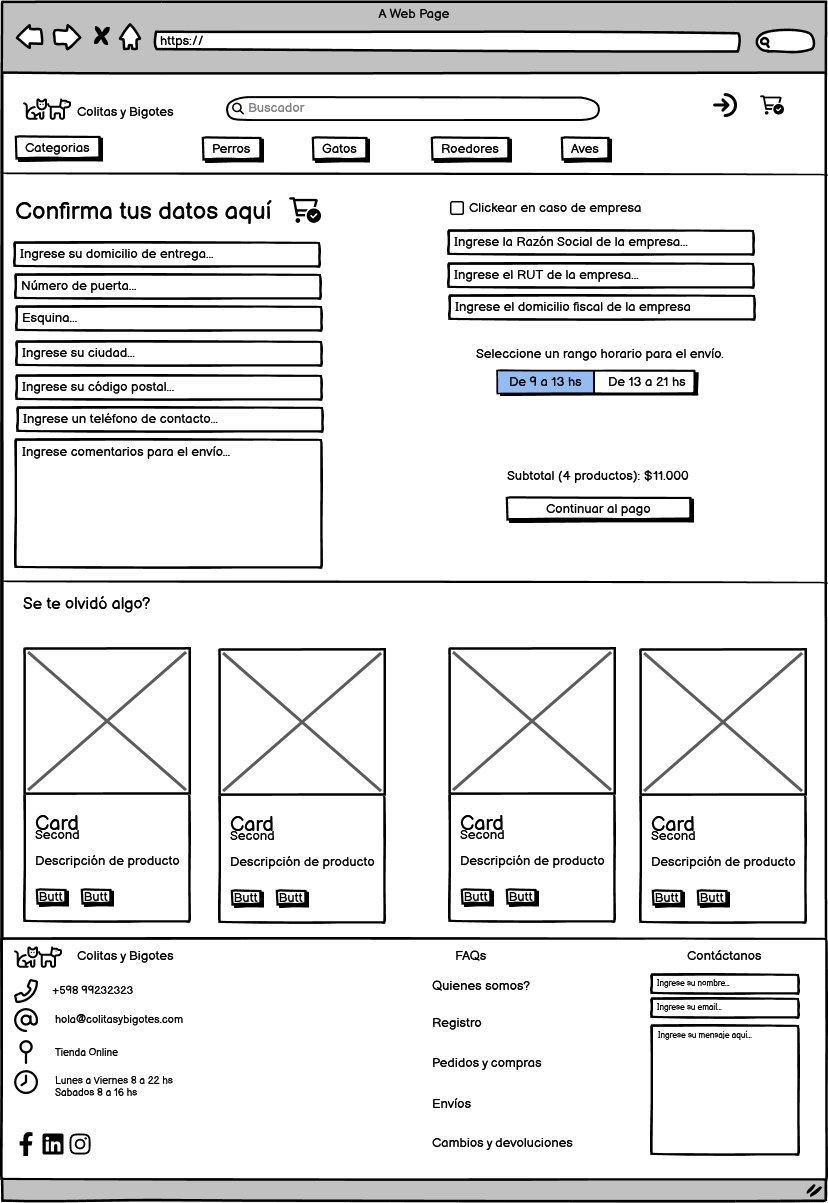 A Web Page
https://
Colitas y Bigotes
Buscador
Categorias
Perros
Gatos
Roedores
Aves
Confirma tus datos aquí
Ingrese su domicilio de entrega...
Número de puerta...
Esquina...
Ingrese su ciudad...
Ingrese su código postal...
Ingrese un teléfono de contacto...
Ingrese comentarios para el envío...
Clickear en caso de empresa
Ingrese la Razón Social de la empresa...
Ingrese el RUT de la empresa...
Ingrese el domicilio fiscal de la empresa
Seleccione un rango horario para el envío.
De 9 a 13 hs
De 13 a 21 hs
Subtotal (4 productos): $11.000
Continuar al pago
Se te olvidó algo?
Card
Second
Descripción de producto
Butt
Butt
Card
Second
Descripción de producto
Butt
Butt
Card
Second
Descripción de producto
Butt
Butt
Card
Second
Descripción de producto
Butt
Butt
Colitas y Bigotes
+598 99232323
hola@colitasybigotes.com
Tienda Online
Lunes a Viernes 8 a 22 hs
Sabados 8 a 16 hs
in
FAQs
Quienes somos?
Registro
Pedidos y compras
Envíos
Cambios y devoluciones
Contáctanos
Ingrese su nombre...
Ingrese su email...
Ingrese su mensaje aquí...